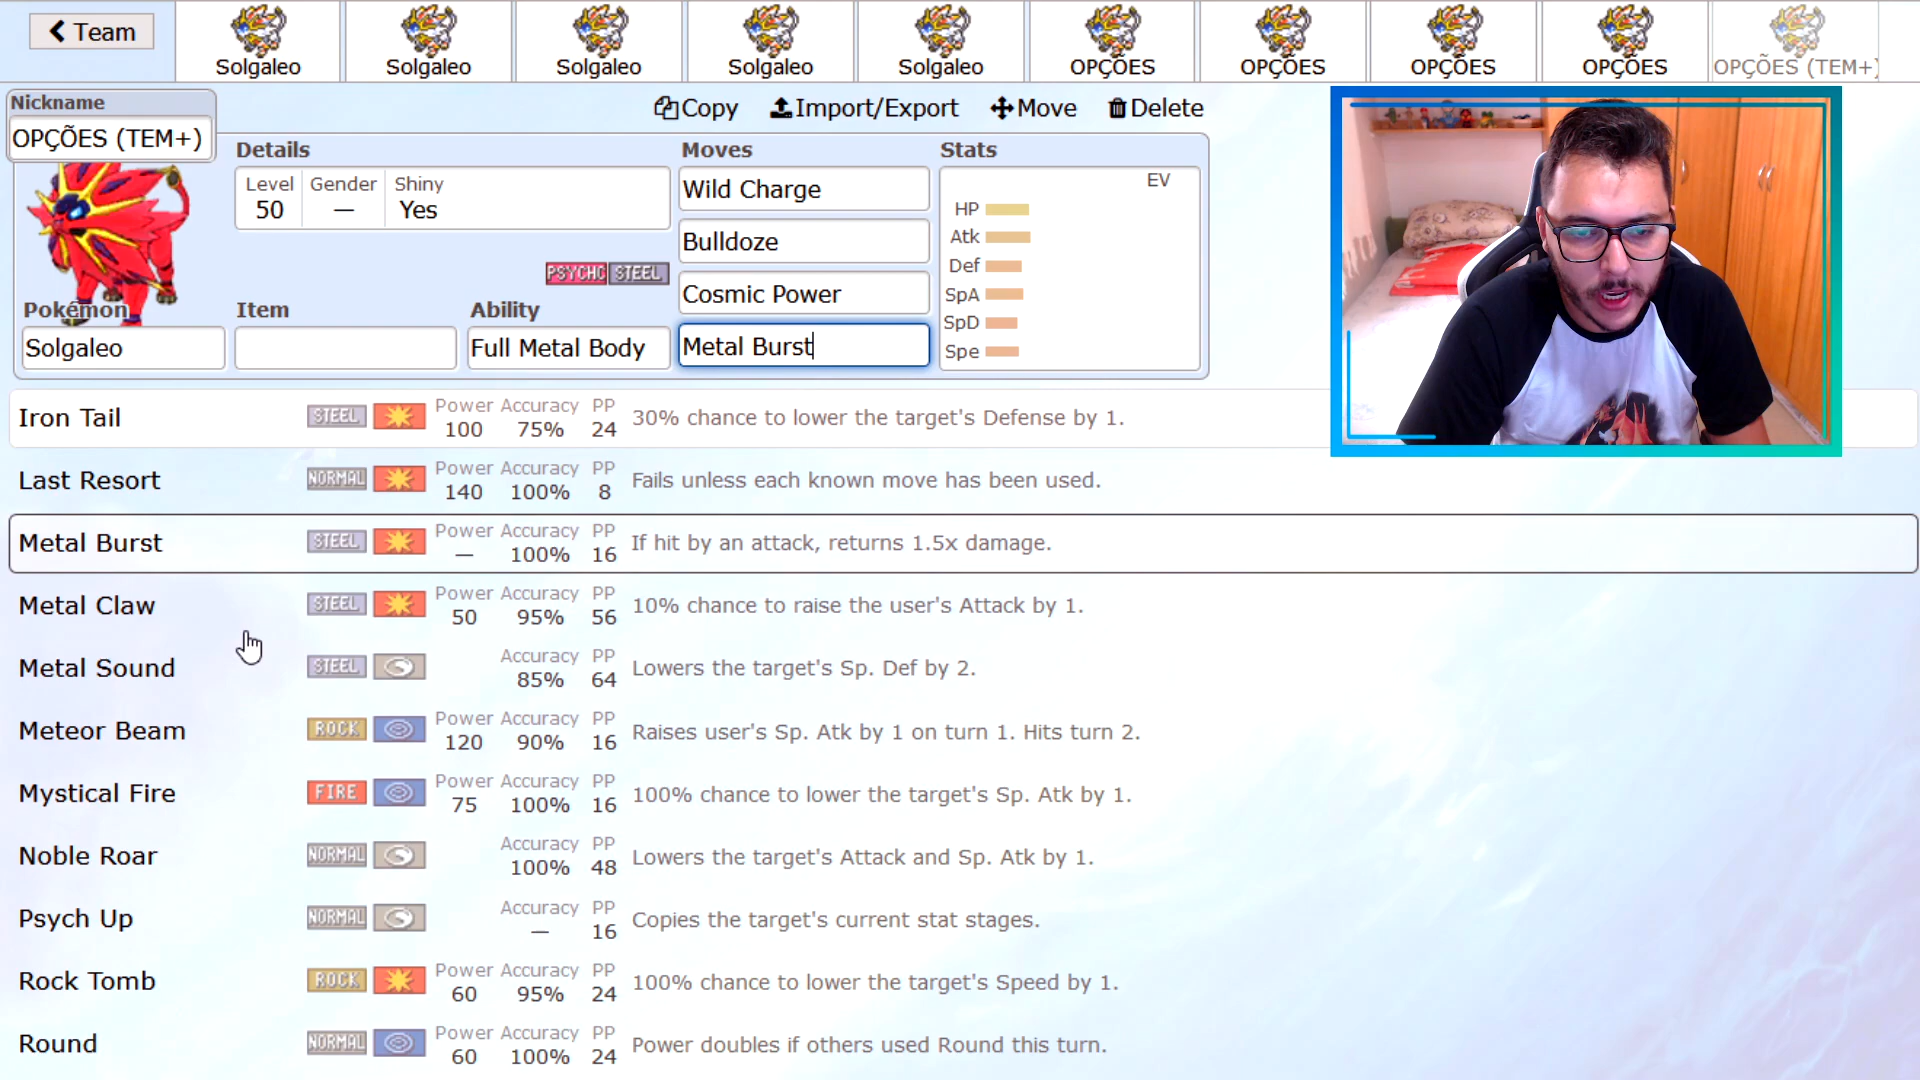 Team
Solgaleo
Solgaleo
Solgaleo
Solgaleo
Solgaleo
OPÇÕES
OPÇÕES
OPÇÕES
OPÇÕES
OPÇÕES (TEM+)
Nickname
OPÇÕES (TEM+)
Copy
Import/Export
Move
Delete
Details
Level Gender Shiny
50 — Yes
PSYCHC STEEL
Pokémon
Solgaleo
Item
Ability
Full Metal Body
Moves
Wild Charge
Bulldoze
Cosmic Power
Metal Burst
Stats
EV
HP
Atk
Def
SpA
SpD
Spe
Iron Tail STEEL Power 100 Accuracy 75% PP 24 30% chance to lower the target's Defense by 1.
Last Resort NORMAL Power 140 Accuracy 100% PP 8 Fails unless each known move has been used.
Metal Burst STEEL Power — Accuracy 100% PP 16 If hit by an attack, returns 1.5x damage.
Metal Claw STEEL Power 50 Accuracy 95% PP 56 10% chance to raise the user's Attack by 1.
Metal Sound STEEL Accuracy 85% PP 64 Lowers the target's Sp. Def by 2.
Meteor Beam ROCK Power 120 Accuracy 90% PP 16 Raises user's Sp. Atk by 1 on turn 1. Hits turn 2.
Mystical Fire FIRE Power 75 Accuracy 100% PP 16 100% chance to lower the target's Sp. Atk by 1.
Noble Roar NORMAL Accuracy 100% PP 48 Lowers the target's Attack and Sp. Atk by 1.
Psych Up NORMAL Accuracy — PP 16 Copies the target's current stat stages.
Rock Tomb ROCK Power 60 Accuracy 95% PP 24 100% chance to lower the target's Speed by 1.
Round NORMAL Power 60 Accuracy 100% PP 24 Power doubles if others used Round this turn.